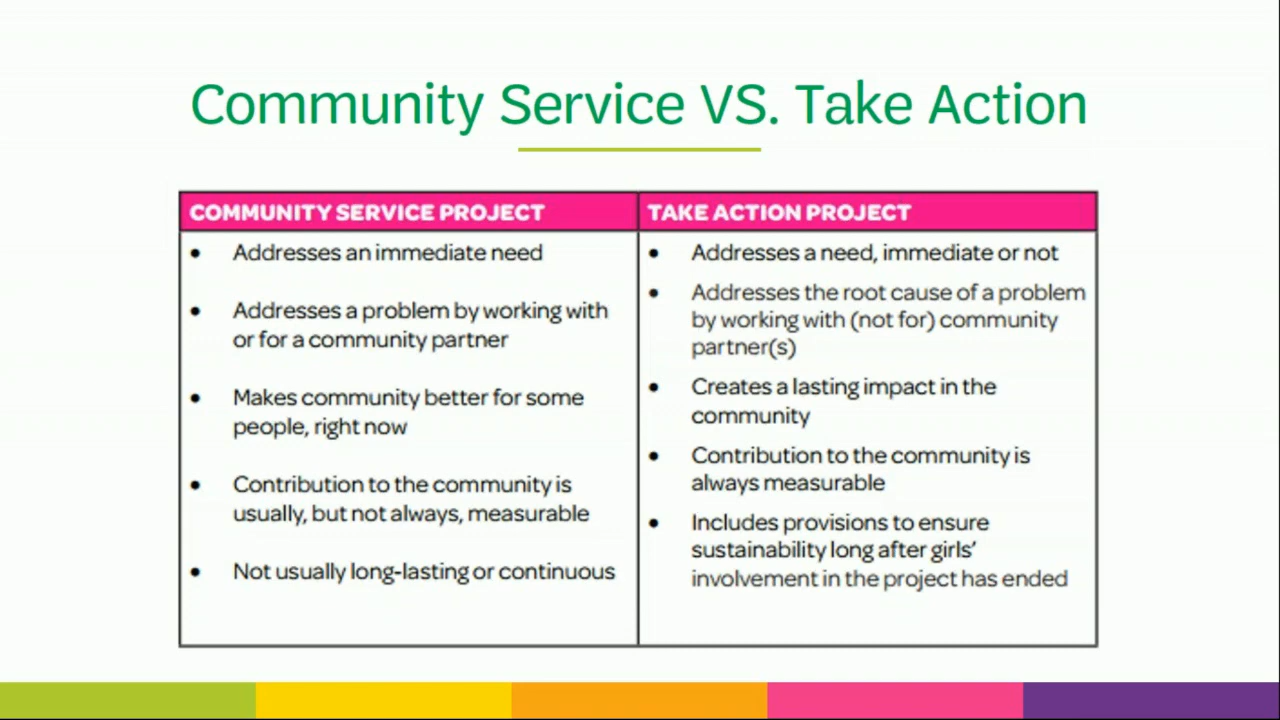 Community Service VS. Take Action
COMMUNITY SERVICE PROJECT
• Addresses an immediate need
• Addresses a problem by working with
or for a community partner
• Makes community better for some
people, right now
• Contribution to the community is
usually, but not always, measurable
• Not usually long-lasting or continuous
TAKE ACTION PROJECT
• Addresses a need, immediate or not
• Addresses the root cause of a problem
by working with (not for) community
partner(s)
• Creates a lasting impact in the
community
• Contribution to the community is
always measurable
• Includes provisions to ensure
sustainability long after girls’
involvement in the project has ended